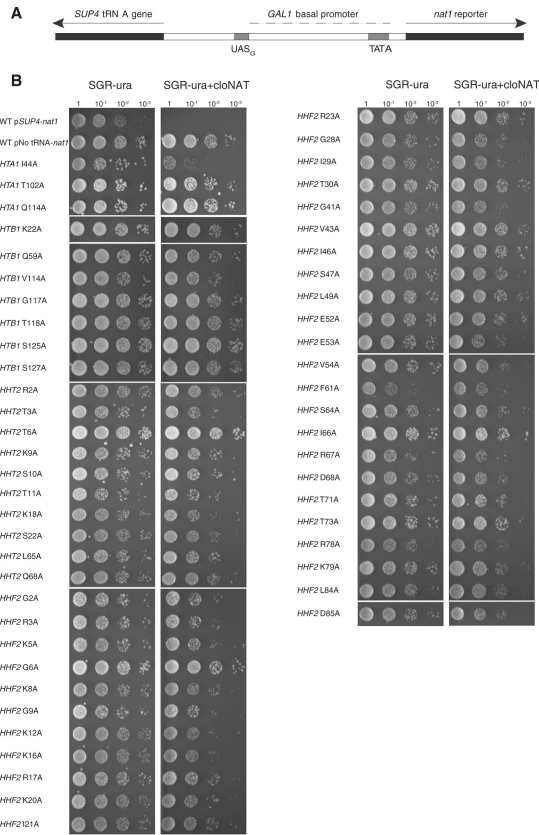 A
SUP4 tRN A gene GAL1 basal promoter nat1 reporter
UASG TATA
B
SGR-ura SGR-ura+cloNAT
1 10-1 10-2 10-3 1 10-1 10-2 10-3
WT pSUP4-nat1
WT pNo tRNA-nat1
HTA1 I44A
HTA1 T102A
HTA1 Q114A
HTB1 K22A
HTB1 Q59A
HTB1 V114A
HTB1 G117A
HTB1 T118A
HTB1 S125A
HTB1 S127A
HHT2 R2A
HHT2 T3A
HHT2 T6A
HHT2 K9A
HHT2 S10A
HHT2 T11A
HHT2 K18A
HHT2 S22A
HHT2 L65A
HHT2 Q68A
HHF2 G2A
HHF2 R3A
HHF2 K5A
HHF2 G6A
HHF2 K8A
HHF2 G9A
HHF2 K12A
HHF2 K16A
HHF2 R17A
HHF2 K20A
HHF2 I21A
SGR-ura SGR-ura+cloNAT
1 10-1 10-2 10-3 1 10-1 10-2 10-3
HHF2 R23A
HHF2 G28A
HHF2 I29A
HHF2 T30A
HHF2 G41A
HHF2 V43A
HHF2 I46A
HHF2 S47A
HHF2 L49A
HHF2 E52A
HHF2 E53A
HHF2 V54A
HHF2 F61A
HHF2 S64A
HHF2 I66A
HHF2 R67A
HHF2 D68A
HHF2 T71A
HHF2 T73A
HHF2 R78A
HHF2 K79A
HHF2 L84A
HHF2 D85A